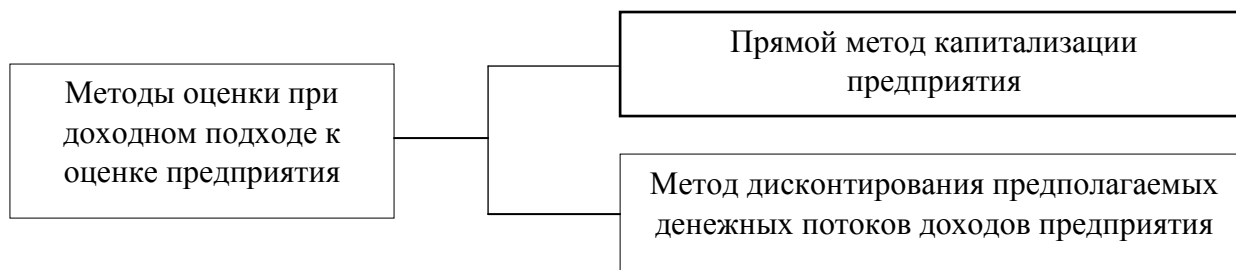 Методы оценки при
доходном подходе к
оценке предприятия
Прямой метод капитализации
предприятия
Метод дисконтирования предполагаемых
денежных потоков доходов предприятия